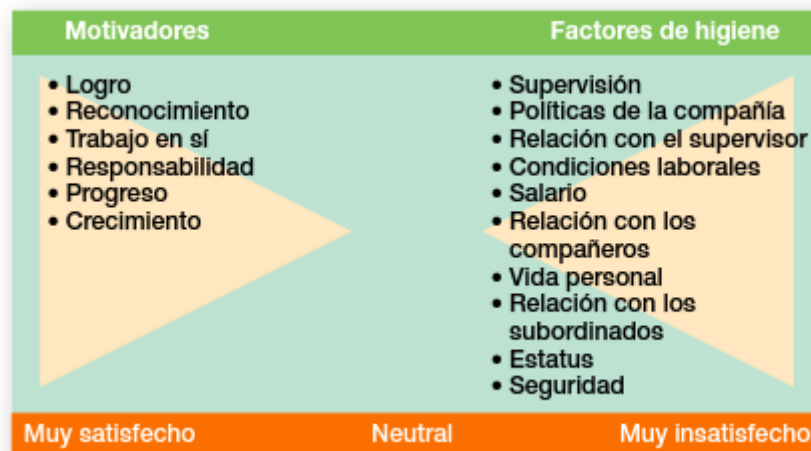 Motivadores
Factores de higiene
• Logro
• Reconocimiento
• Trabajo en sí
• Responsabilidad
• Progreso
• Crecimiento
• Supervisión
• Políticas de la compañía
• Relación con el supervisor
• Condiciones laborales
• Salario
• Relación con los
compañeros
• Vida personal
• Relación con los
subordinados
• Estatus
• Seguridad
Muy satisfecho
Neutral
Muy insatisfecho